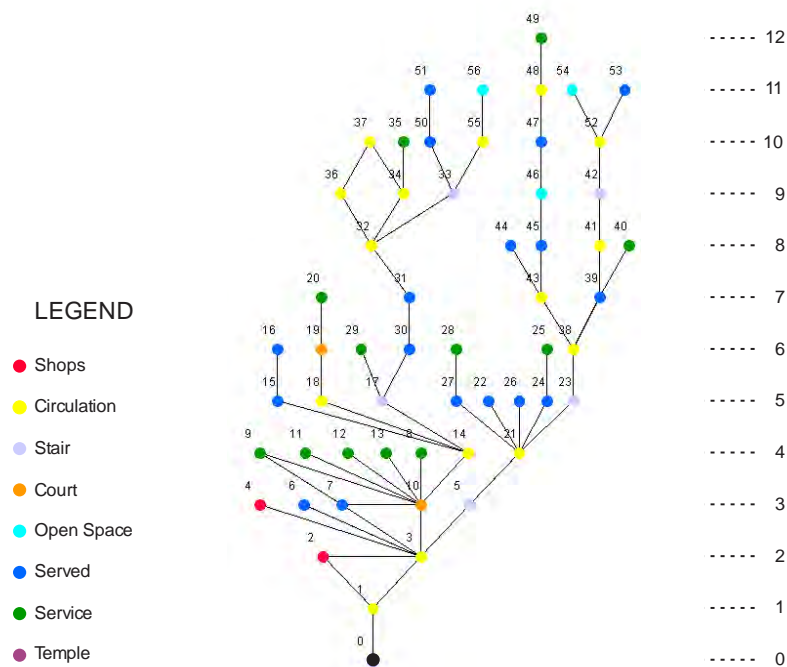 49
----- 12
51 56 48 54 53
----- 11
37 35 50 55 47 52
----- 10
36 34 33 46 42
----- 9
32 44 45 41 40
----- 8
20 31 43 39
----- 7
LEGEND
16 19 29 30 28 25 38
----- 6
Shops
15 18 17 27 22 26 24 23
----- 5
Circulation
9 11 12 13 8 14 21
----- 4
Stair
4 6 7 10 5
----- 3
Court
Open Space
2 3
----- 2
Served
1
----- 1
Service
0
----- 0
Temple